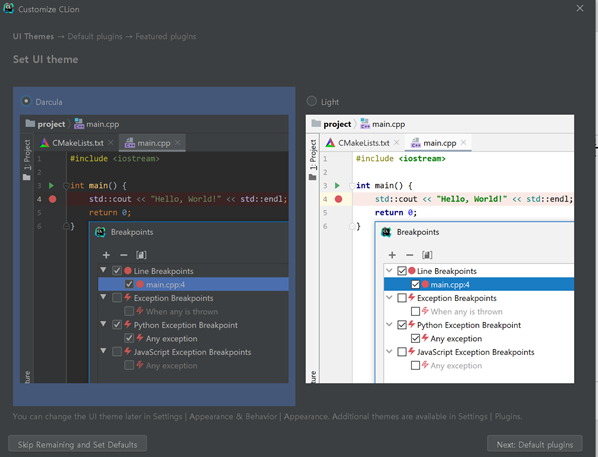 Customize CLion
UI Themes → Default plugins → Featured plugins
Set UI theme
Darcula
project main.cpp
1: Project
CMakeLists.txt main.cpp
1 #include <iostream>
2
3 int main() {
4 std::cout << "Hello, World!" << std::endl;
5 return 0;
6 }
Breakpoints
Line Breakpoints
main.cpp:4
Exception Breakpoints
When any is thrown
Python Exception Breakpoint
Any exception
JavaScript Exception Breakpoints
Any exception
ture
Light
project main.cpp
1: Project
CMakeLists.txt main.cpp
1 #include <iostream>
2
3 int main() {
4 std::cout << "Hello, World!" << std::endl;
5 return 0;
6 }
Breakpoints
Line Breakpoints
main.cpp:4
Exception Breakpoints
When any is thrown
Python Exception Breakpoint
Any exception
JavaScript Exception Breakpoints
Any exception
ture
You can change the UI theme later in Settings | Appearance & Behavior | Appearance. Additional themes are available in Settings | Plugins.
Skip Remaining and Set Defaults
Next: Default plugins